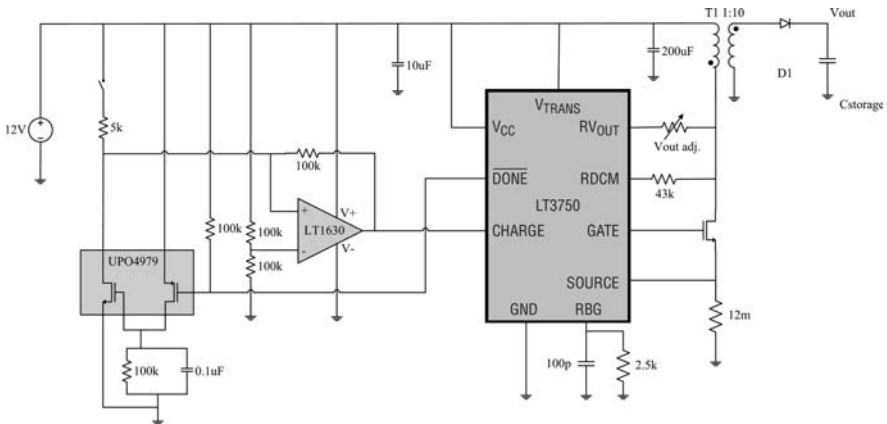 T1 1:10
Vout
10uF
200uF
D1
Cstorage
12V
5k
VTRANS
VCC
RVOUT
Vout adj.
100k
DONE
RDCM
43k
+
V+
LT1630
LT3750
100k
100k
-
V-
CHARGE
GATE
100k
UPO4979
SOURCE
12m
GND
RBG
100k
0.1uF
100p
2.5k